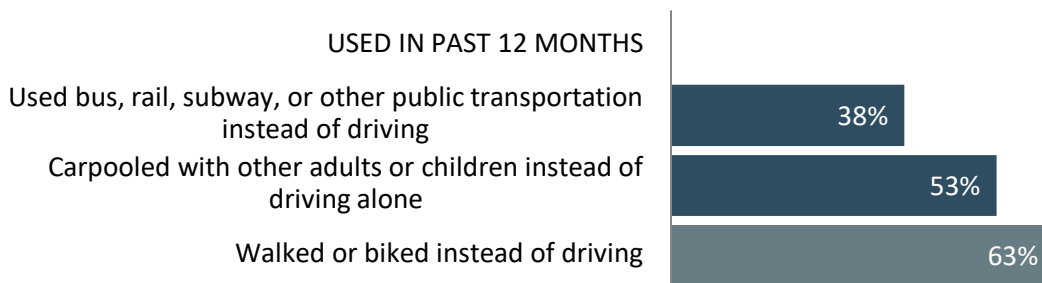 USED IN PAST 12 MONTHS
Used bus, rail, subway, or other public transportation
instead of driving
38%
Carpooled with other adults or children instead of
driving alone
53%
Walked or biked instead of driving
63%